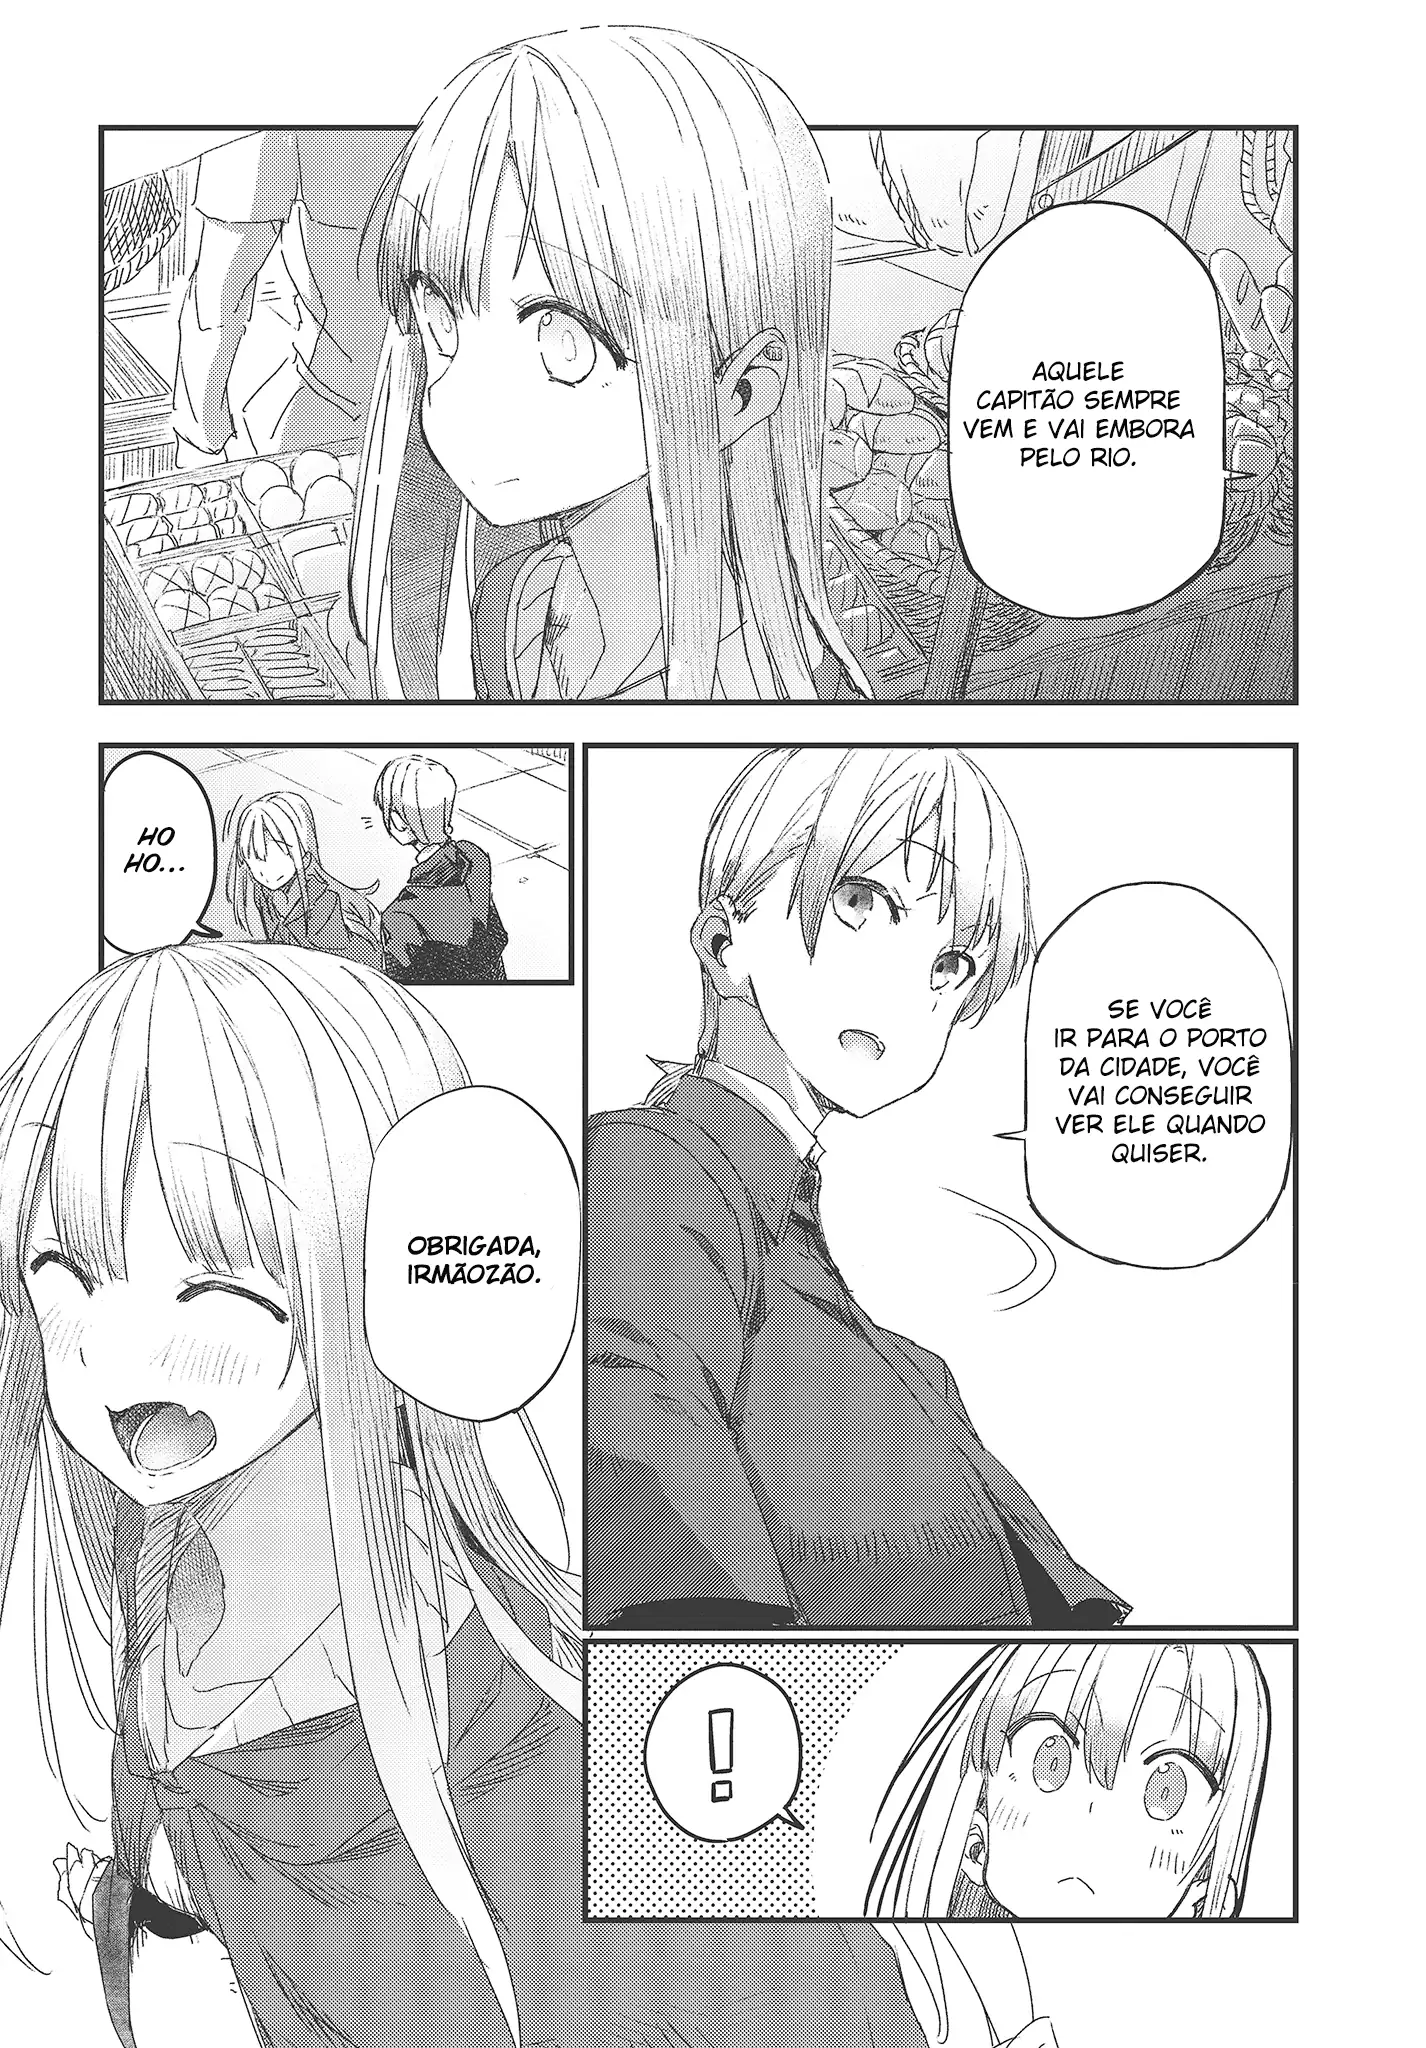 AQUELE
CAPITÃO SEMPRE
VEM E VAI EMBORA
PELO RIO.
SE VOCÊ
IR PARA O PORTO
DA CIDADE, VOCÊ
VAI CONSEGUIR
VER ELE QUANDO
QUISER.
!
HO
HO...
OBRIGADA,
IRMÃOZÃO.